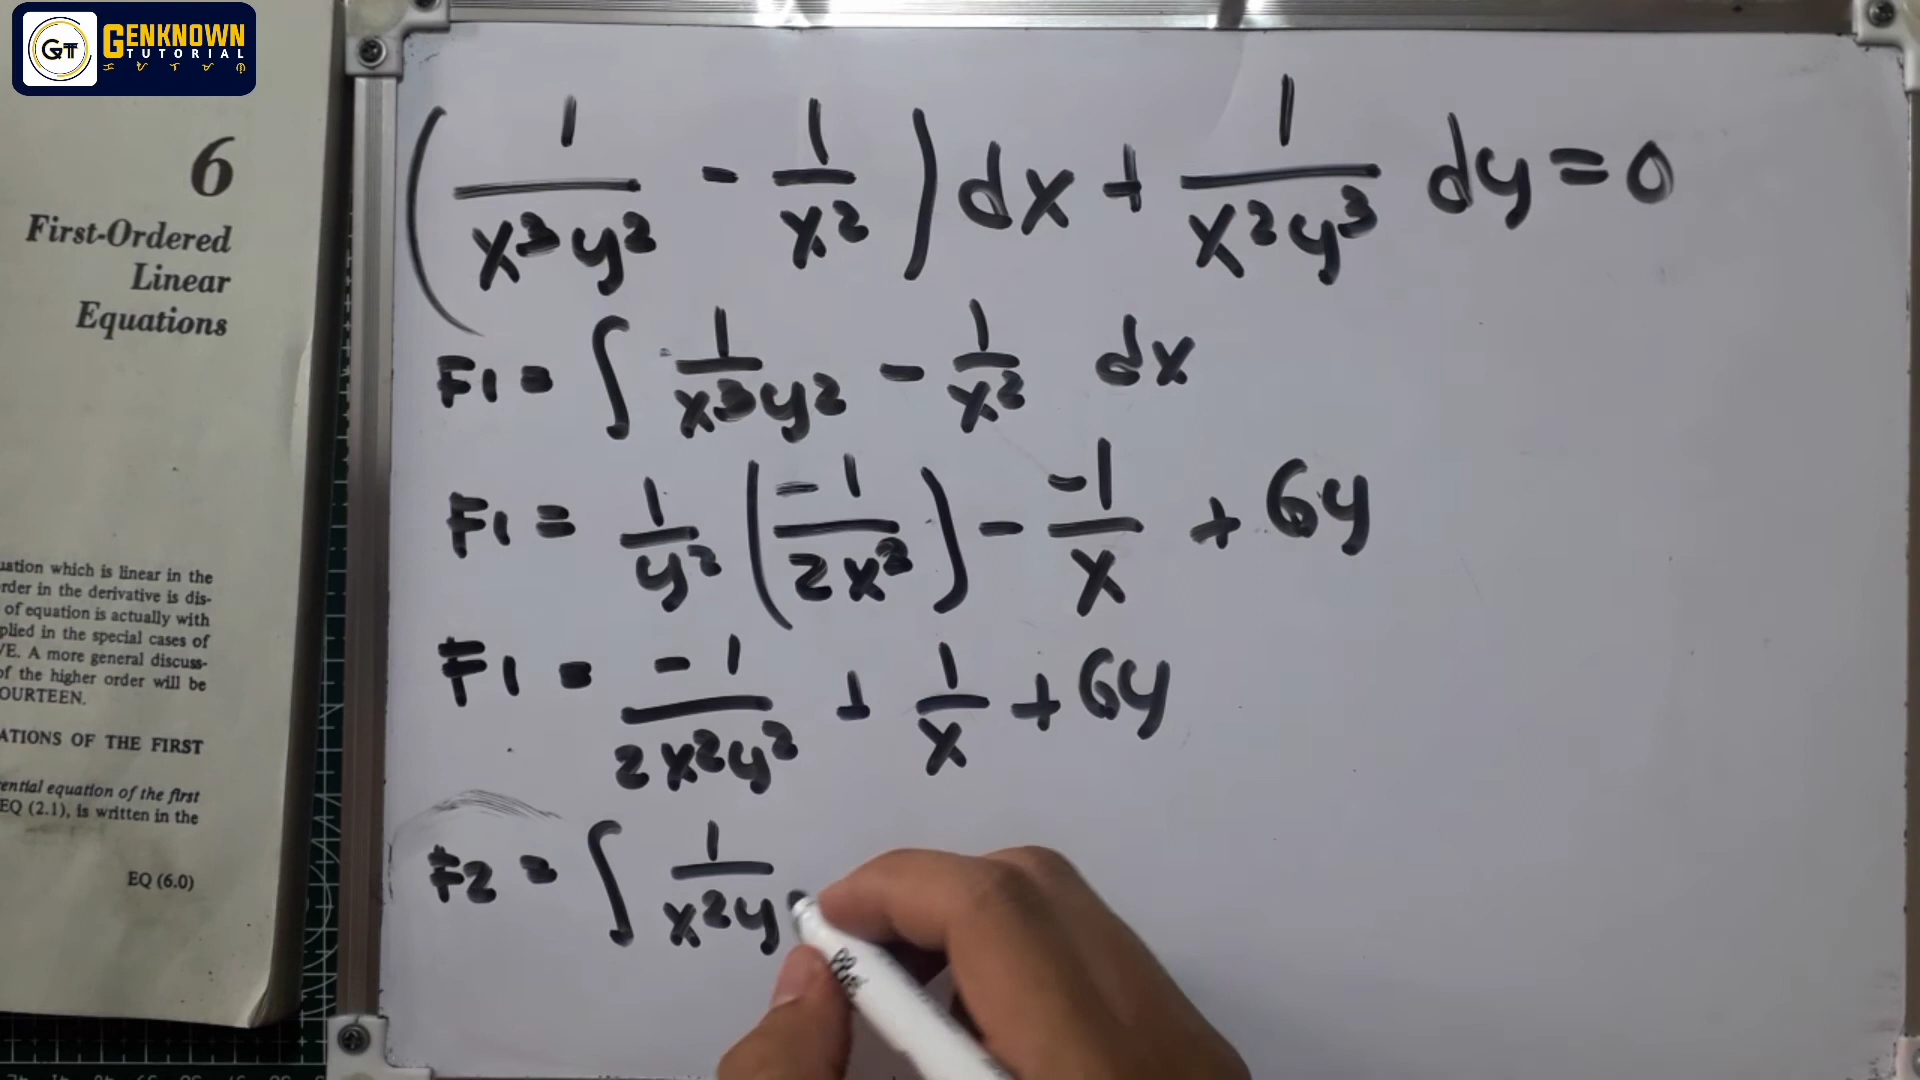 GT GENKNOWN
TUTORIAL
6
First-Ordered
Linear
Equations
uation which is linear in the
rder in the derivative is dis-
of equation is actually with
plied in the special cases of
VE. A more general discuss-
of the higher order will be
OURTEEN.
ATIONS OF THE FIRST
ential equation of the first
EQ (2.1), is written in the
EQ (6.0)
(1/(x³y²) - 1/x²) dx + 1/(x²y³) dy = 0
F1 = ∫ 1/(x³y²) - 1/x² dx
F1 = 1/y² (-1/(2x²)) - -1/x + Gy
F1 = -1/(2x²y²) + 1/x + Gy
F2 = ∫ 1/(x²y